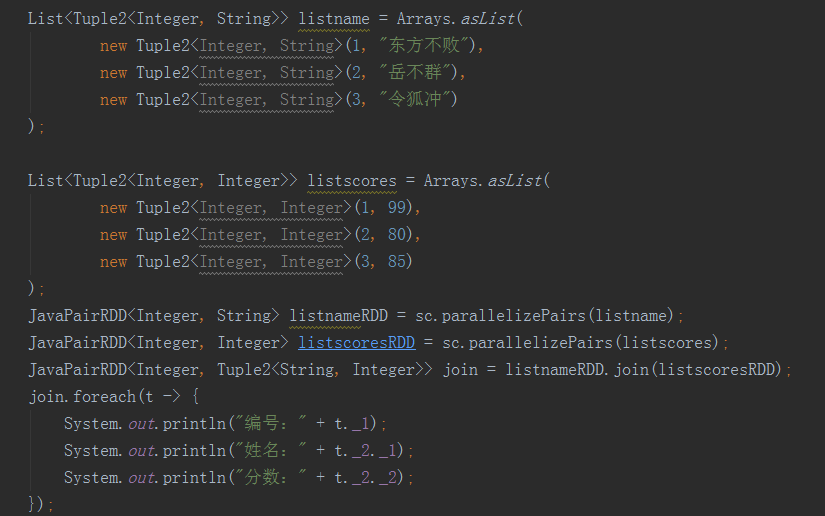 List<Tuple2<Integer, String>> listname = Arrays.asList(
        new Tuple2<Integer, String>(1, "东方不败"),
        new Tuple2<Integer, String>(2, "岳不群"),
        new Tuple2<Integer, String>(3, "令狐冲")
);

List<Tuple2<Integer, Integer>> listscores = Arrays.asList(
        new Tuple2<Integer, Integer>(1, 99),
        new Tuple2<Integer, Integer>(2, 80),
        new Tuple2<Integer, Integer>(3, 85)
);
JavaPairRDD<Integer, String> listnameRDD = sc.parallelizePairs(listname);
JavaPairRDD<Integer, Integer> listscoresRDD = sc.parallelizePairs(listscores);
JavaPairRDD<Integer, Tuple2<String, Integer>> join = listnameRDD.join(listscoresRDD);
join.foreach(t -> {
    System.out.println("编号：" + t._1);
    System.out.println("姓名：" + t._2._1);
    System.out.println("分数：" + t._2._2);
});